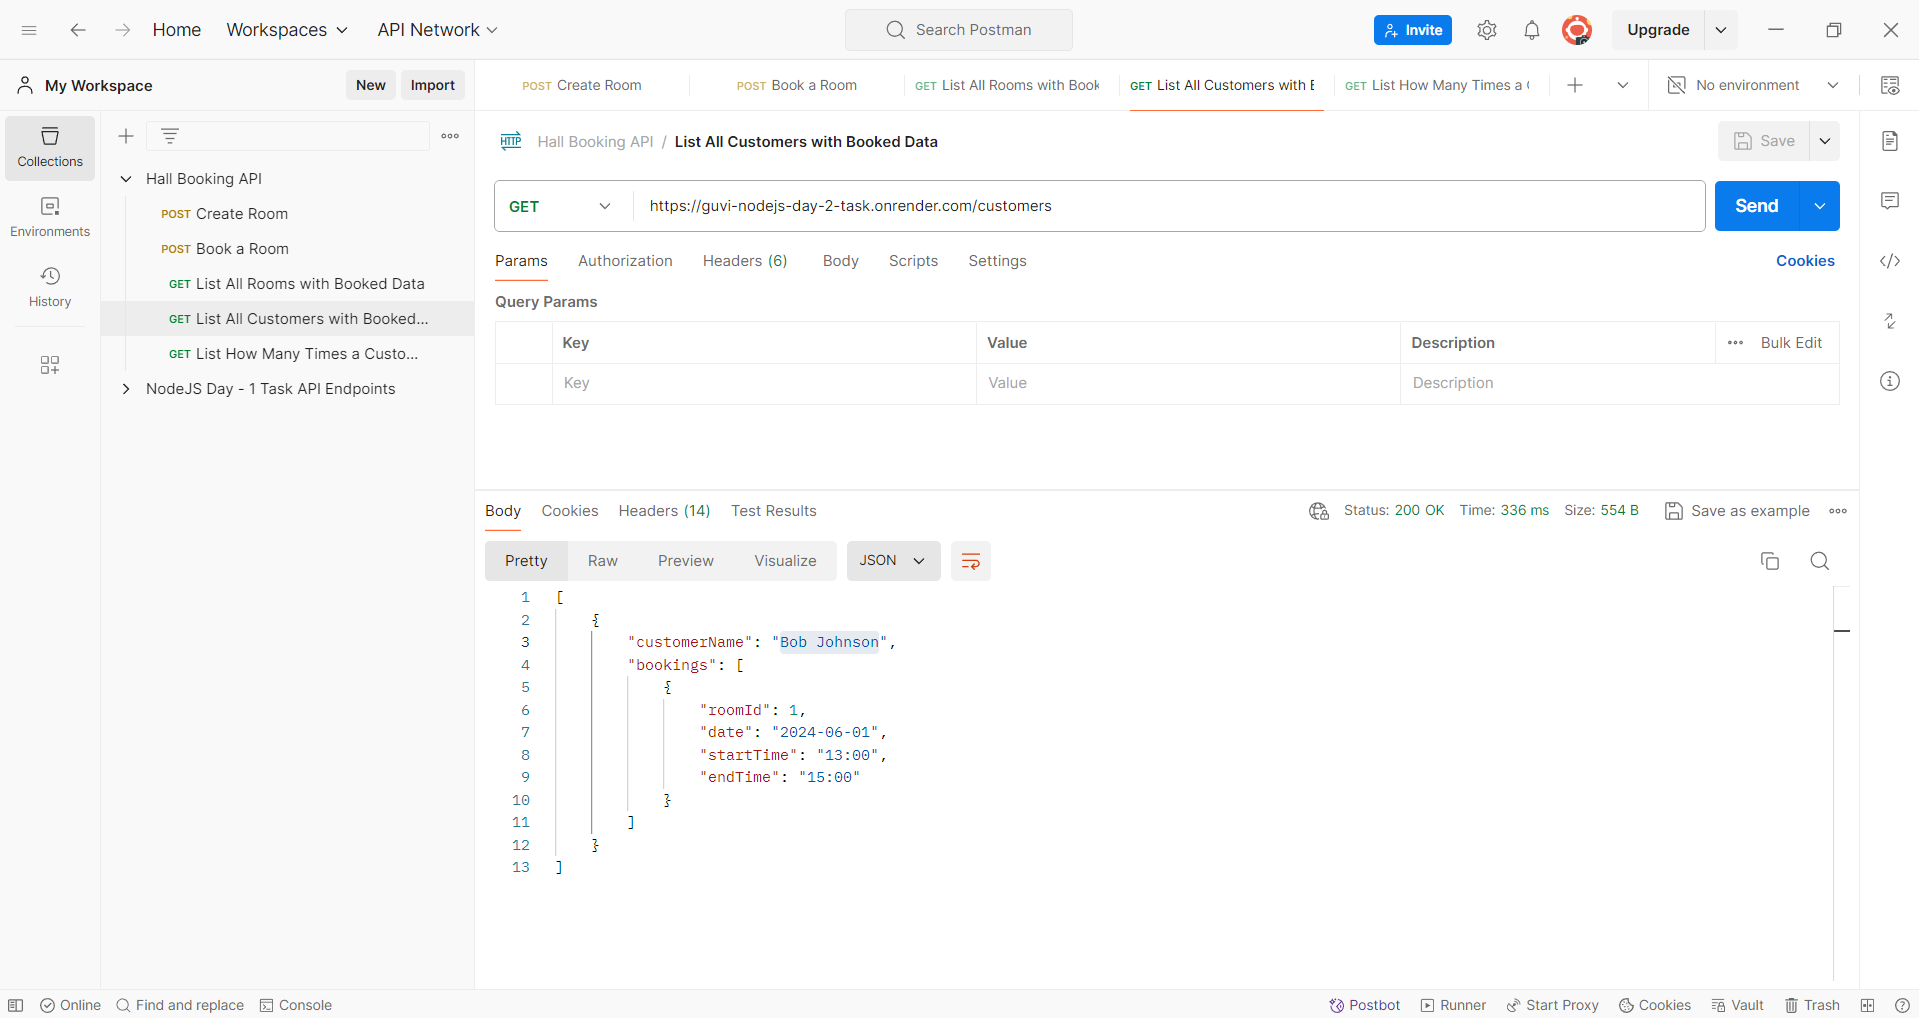 Home Workspaces API Network Search Postman Invite Upgrade
My Workspace New Import
POST Create Room POST Book a Room GET List All Rooms with Book GET List All Customers with E GET List How Many Times a ( No environment
Collections
Environments
History
Hall Booking API
POST Create Room
POST Book a Room
GET List All Rooms with Booked Data
GET List All Customers with Booked...
GET List How Many Times a Custo...
NodeJS Day - 1 Task API Endpoints
HTTP Hall Booking API / List All Customers with Booked Data Save
GET https://guvi-nodejs-day-2-task.onrender.com/customers Send
Params Authorization Headers (6) Body Scripts Settings Cookies
Query Params
Key Value Description Bulk Edit
Key Value Description
Body Cookies Headers (14) Test Results Status: 200 OK Time: 336 ms Size: 554 B Save as example
Pretty Raw Preview Visualize JSON
1 [
2 {
3 "customerName": "Bob Johnson",
4 "bookings": [
5 {
6 "roomId": 1,
7 "date": "2024-06-01",
8 "startTime": "13:00",
9 "endTime": "15:00"
10 }
11 ]
12 }
13 ]
Online Find and replace Console Postbot Runner Start Proxy Cookies Vault Trash